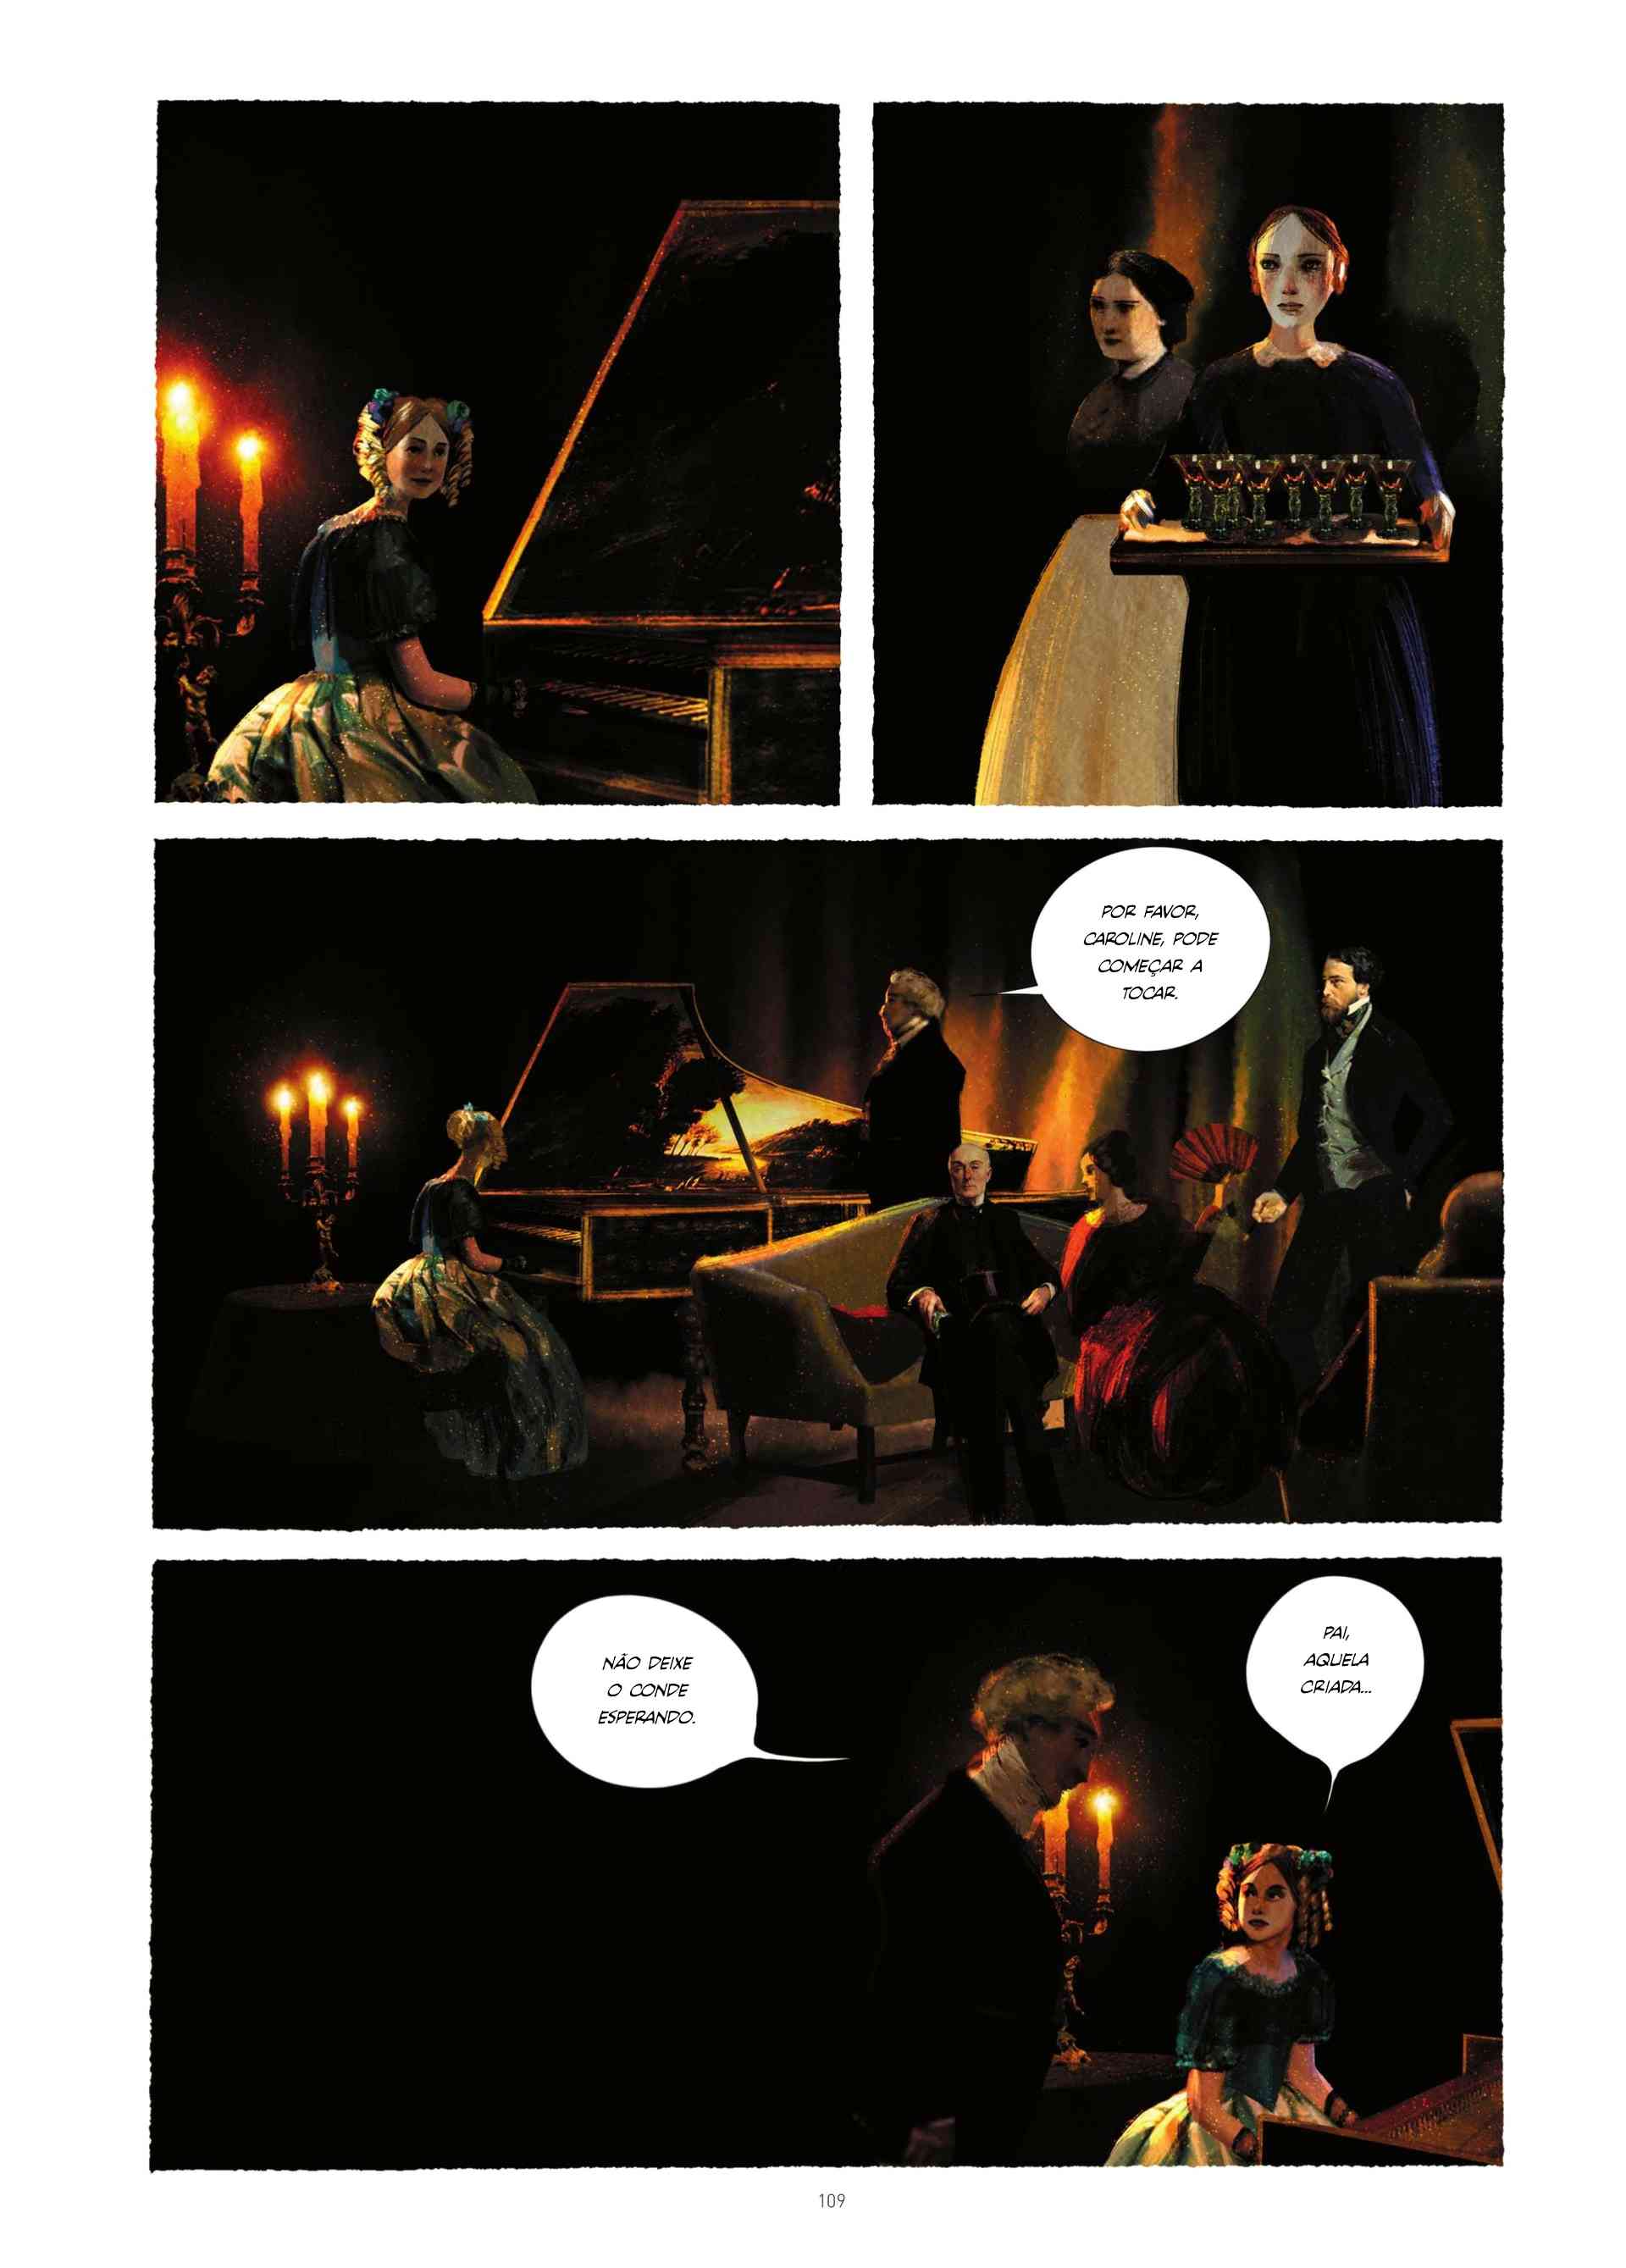 POR FAVOR,
CAROLINE, PODE
COMEÇAR A
TOCAR.
NÃO DEIXE
O CONDE
ESPERANDO.
PAI,
AQUELA
CRIADA...
109